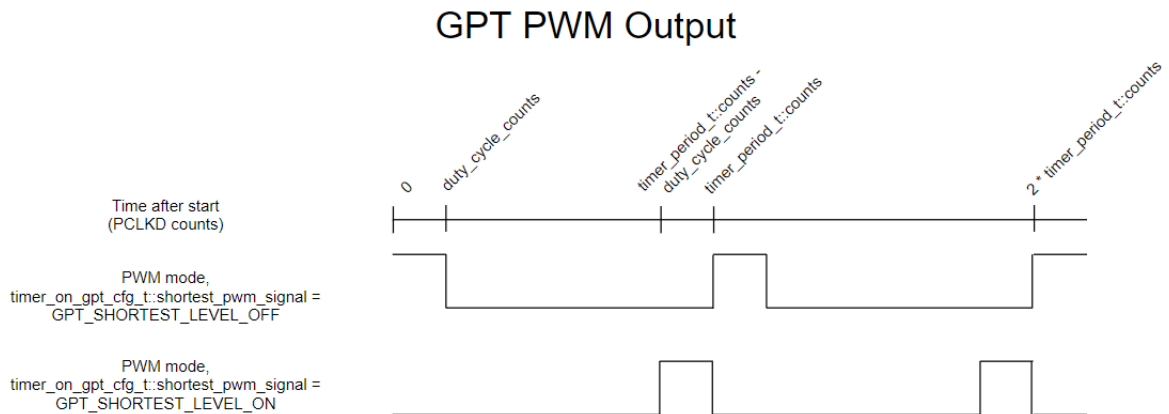 GPT PWM Output
0
duty_cycle_counts
timer_period_t::counts -
duty_cycle_counts
timer_period_t::counts
2 * timer_period_t::counts
Time after start
(PCLKD counts)
PWM mode,
timer_on_gpt_cfg_t::shortest_pwm_signal =
GPT_SHORTEST_LEVEL_OFF
PWM mode,
timer_on_gpt_cfg_t::shortest_pwm_signal =
GPT_SHORTEST_LEVEL_ON